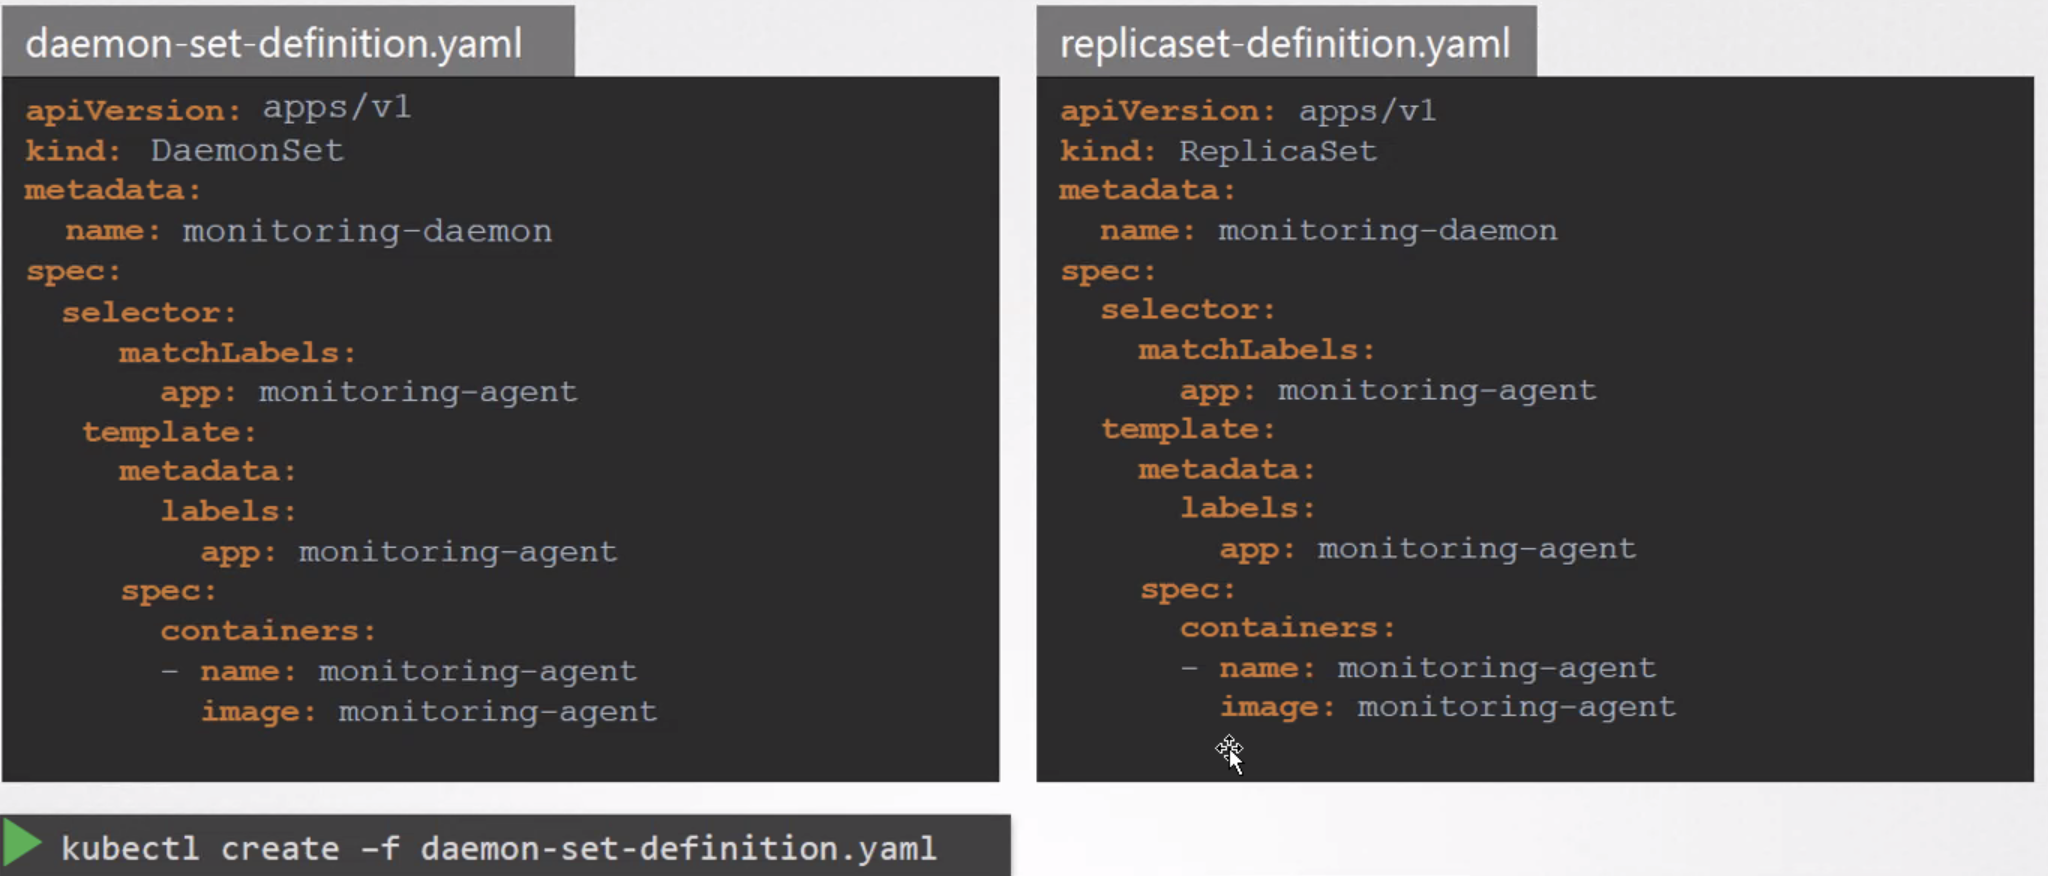 daemon-set-definition.yaml
apiVersion: apps/v1
kind: DaemonSet
metadata:
  name: monitoring-daemon
spec:
  selector:
    matchLabels:
      app: monitoring-agent
  template:
    metadata:
      labels:
        app: monitoring-agent
    spec:
      containers:
      - name: monitoring-agent
        image: monitoring-agent
kubectl create –f daemon-set-definition.yaml
replicaset-definition.yaml
apiVersion: apps/v1
kind: ReplicaSet
metadata:
  name: monitoring-daemon
spec:
  selector:
    matchLabels:
      app: monitoring-agent
  template:
    metadata:
      labels:
        app: monitoring-agent
    spec:
      containers:
      - name: monitoring-agent
        image: monitoring-agent